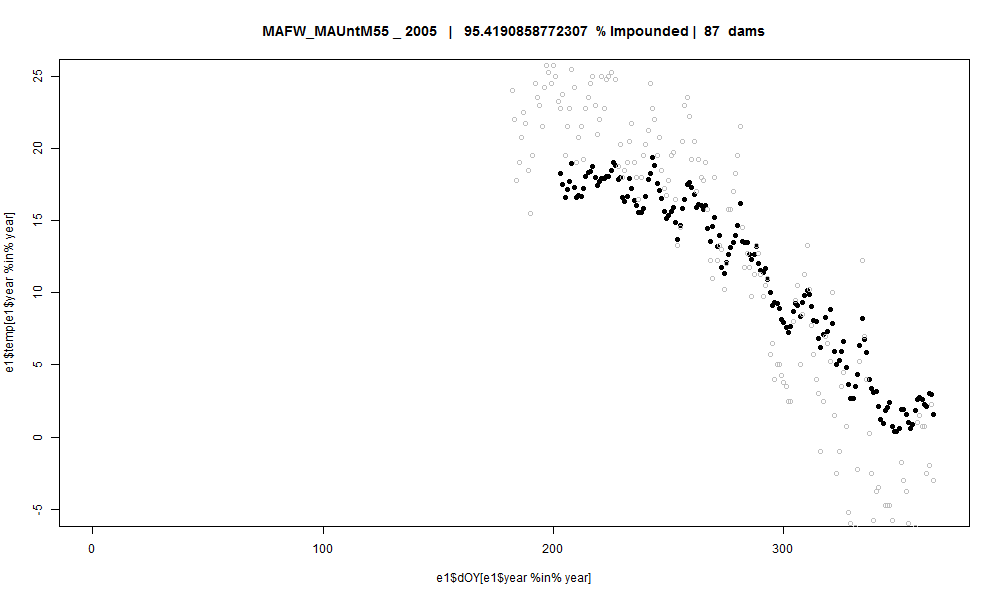 MAFW_MAUntM55 _ 2005 | 95.4190858772307 % Impounded | 87 dams
25
20
15
10
5
0
-5
e1$temp[e1$year %in% year]
0 100 200 300
e1$dOY[e1$year %in% year]